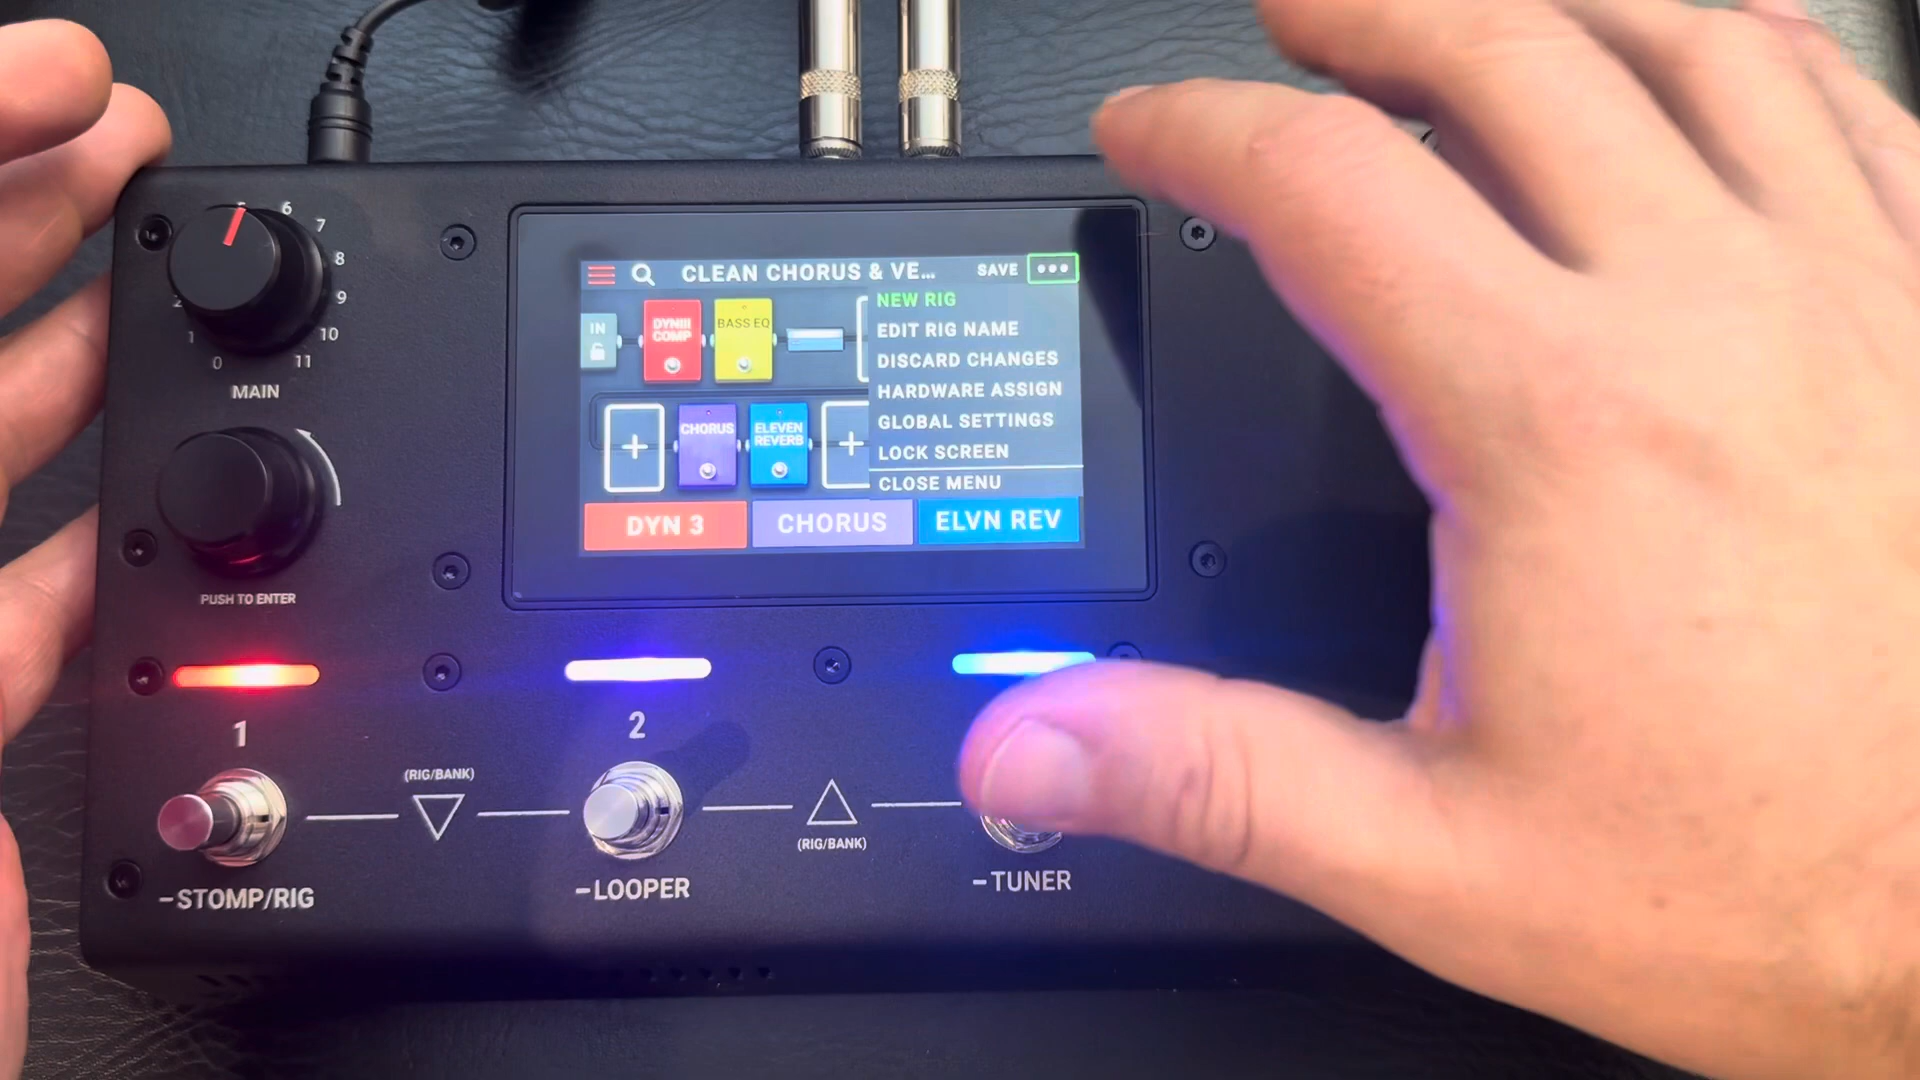 5 6
7
8
9
10
11
0
1
2
MAIN
PUSH TO ENTER
CLEAN CHORUS & VE... SAVE
NEW RIG
EDIT RIG NAME
DISCARD CHANGES
HARDWARE ASSIGN
GLOBAL SETTINGS
LOCK SCREEN
CLOSE MENU
IN
DYNIII
COMP
BASS EQ
CHORUS
ELEVEN
REVERB
DYN 3
CHORUS
ELVN REV
1
2
(RIG/BANK)
(RIG/BANK)
–STOMP/RIG
–LOOPER
–TUNER